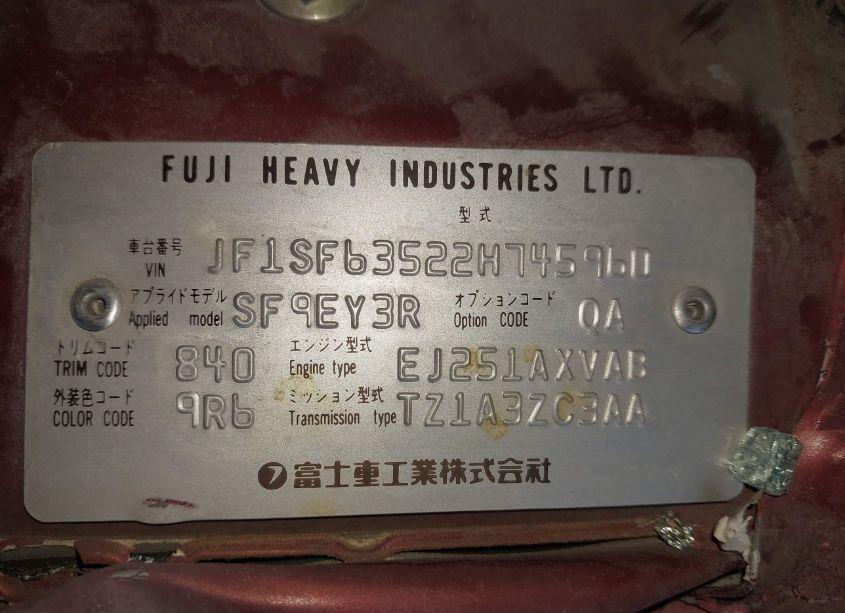 FUJI HEAVY INDUSTRIES LTD.
型式
車台番号 JF1SF63522H745960
VIN
アプライドモデル SF9EY3R オプションコード QA
Applied model Option CODE
トリムコード 840 エンジン型式 EJ251AXVAB
TRIM CODE Engine type
外装色コード 9R6 ミッション型式 TZ1A3ZC3AA
COLOR CODE Transmission type
富士重工業株式会社